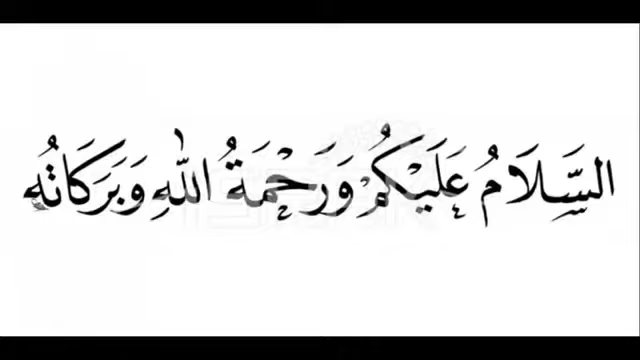 السَّلَامُ عَلَيْكُمْ وَرَحْمَةُ اللهِ وَبَرَكَاتُهُ